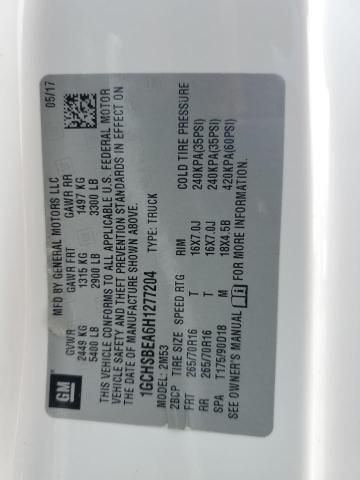 GM
05/17
MFD BY GENERAL MOTORS LLC
GVWR GAWR FRT GAWR RR
2449 KG 1315 KG 1497 KG
5400 LB 2900 LB 3300 LB
THIS VEHICLE CONFORMS TO ALL APPLICABLE U.S. FEDERAL MOTOR
VEHICLE SAFETY AND THEFT PREVENTION STANDARDS IN EFFECT ON
THE DATE OF MANUFACTURE SHOWN ABOVE.
1GCHSBEA6H1277204 TYPE: TRUCK
2BCP 2M53
TIRE SIZE SPEED RTG RIM COLD TIRE PRESSURE
FRT 265/70R16 T 16X7.0J 240KPA(35PSI)
RR 265/70R16 T 16X7.0J 240KPA(35PSI)
SPA T175/90D18 M 18X4.5B 420KPA(60PSI)
SEE OWNER'S MANUAL FOR MORE INFORMATION.